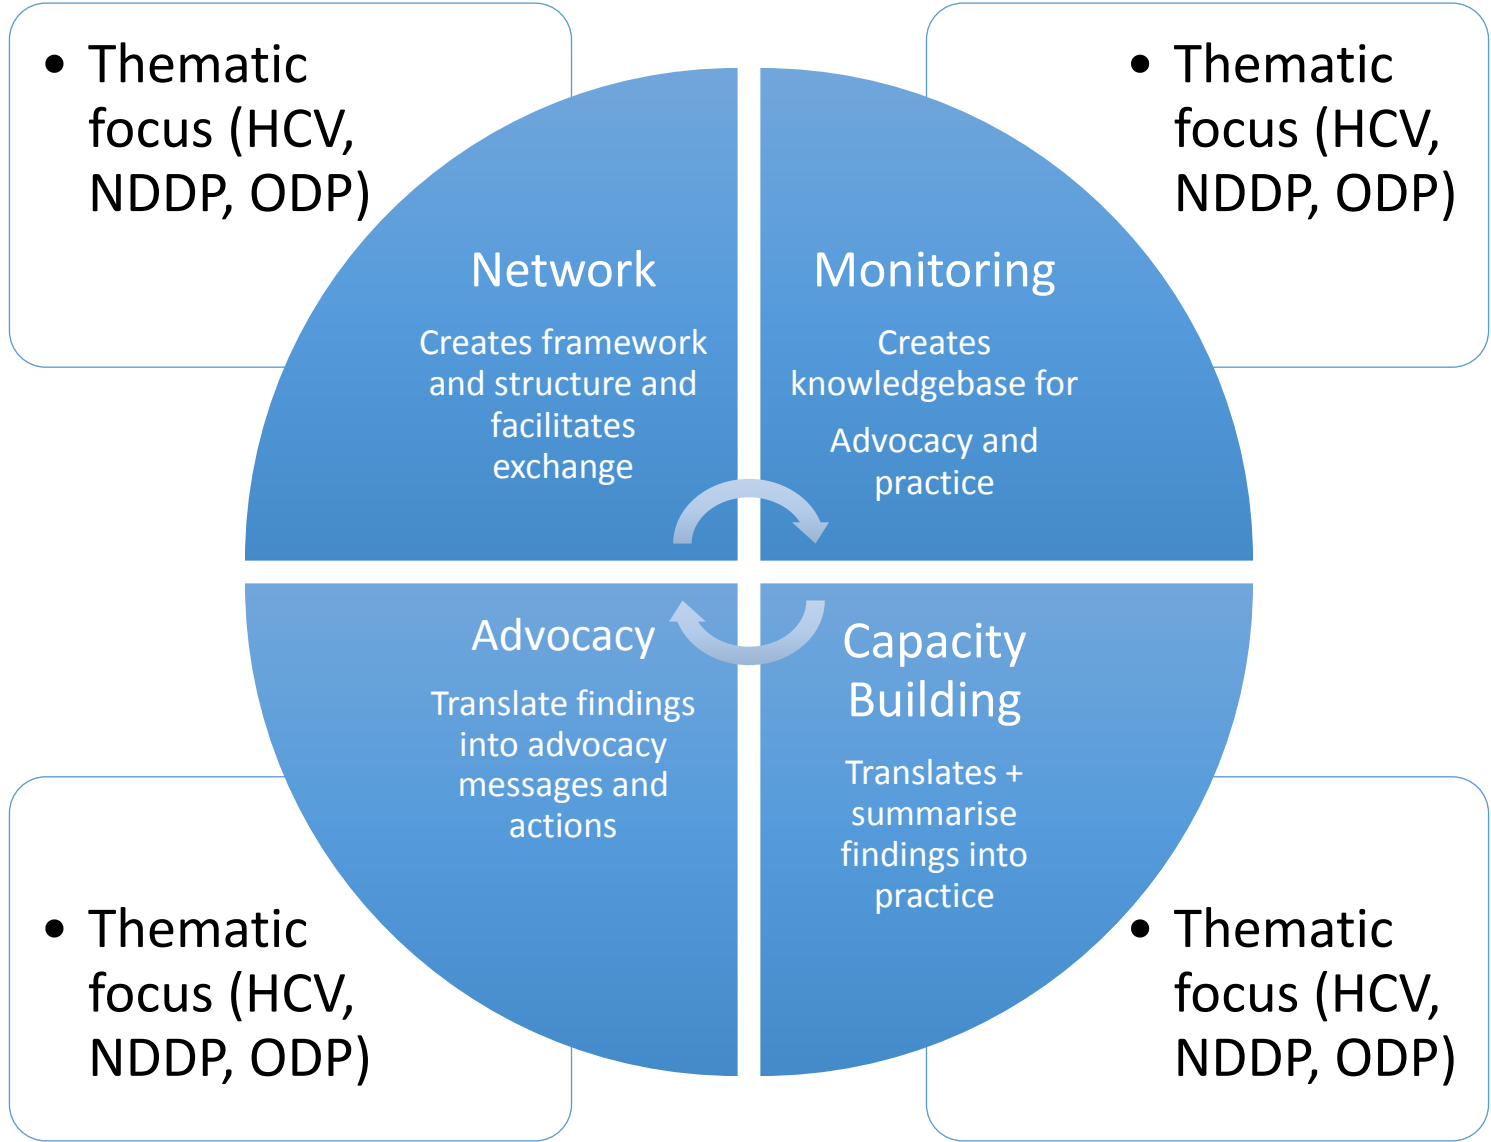 • Thematic
focus (HCV,
NDDP, ODP)
• Thematic
focus (HCV,
NDDP, ODP)
Network
Creates framework
and structure and
facilitates
exchange
Monitoring
Creates
knowledgebase for
Advocacy and
practice
Advocacy
Translate findings
into advocacy
messages and
actions
Capacity
Building
Translates +
summarise
findings into
practice
• Thematic
focus (HCV,
NDDP, ODP)
• Thematic
focus (HCV,
NDDP, ODP)